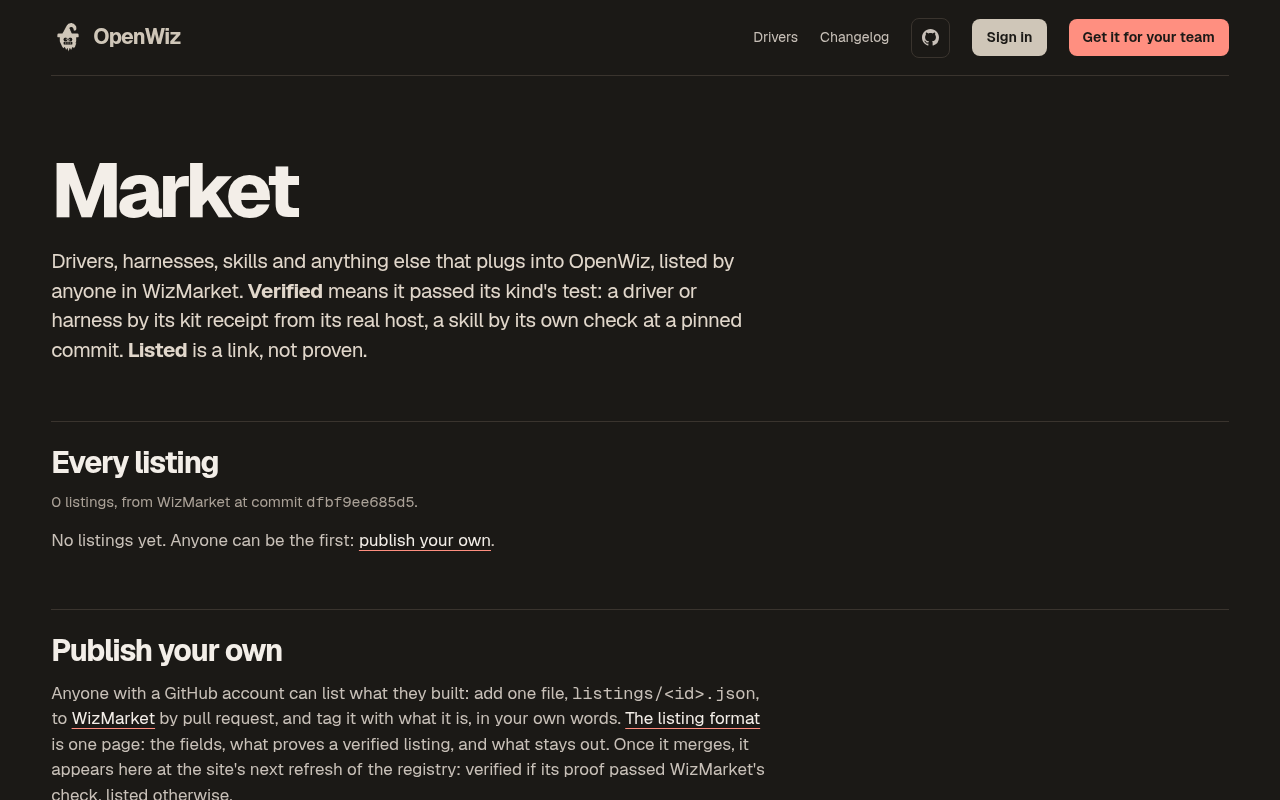 OpenWiz
Drivers
Changelog
Sign in
Get it for your team
Market
Drivers, harnesses, skills and anything else that plugs into OpenWiz, listed by
anyone in WizMarket. Verified means it passed its kind's test: a driver or
harness by its kit receipt from its real host, a skill by its own check at a pinned
commit. Listed is a link, not proven.
Every listing
0 listings, from WizMarket at commit dfbf9ee685d5.
No listings yet. Anyone can be the first: publish your own.
Publish your own
Anyone with a GitHub account can list what they built: add one file, listings/<id>.json,
to WizMarket by pull request, and tag it with what it is, in your own words. The listing format
is one page: the fields, what proves a verified listing, and what stays out. Once it merges, it
appears here at the site's next refresh of the registry: verified if its proof passed WizMarket's
check, listed otherwise.